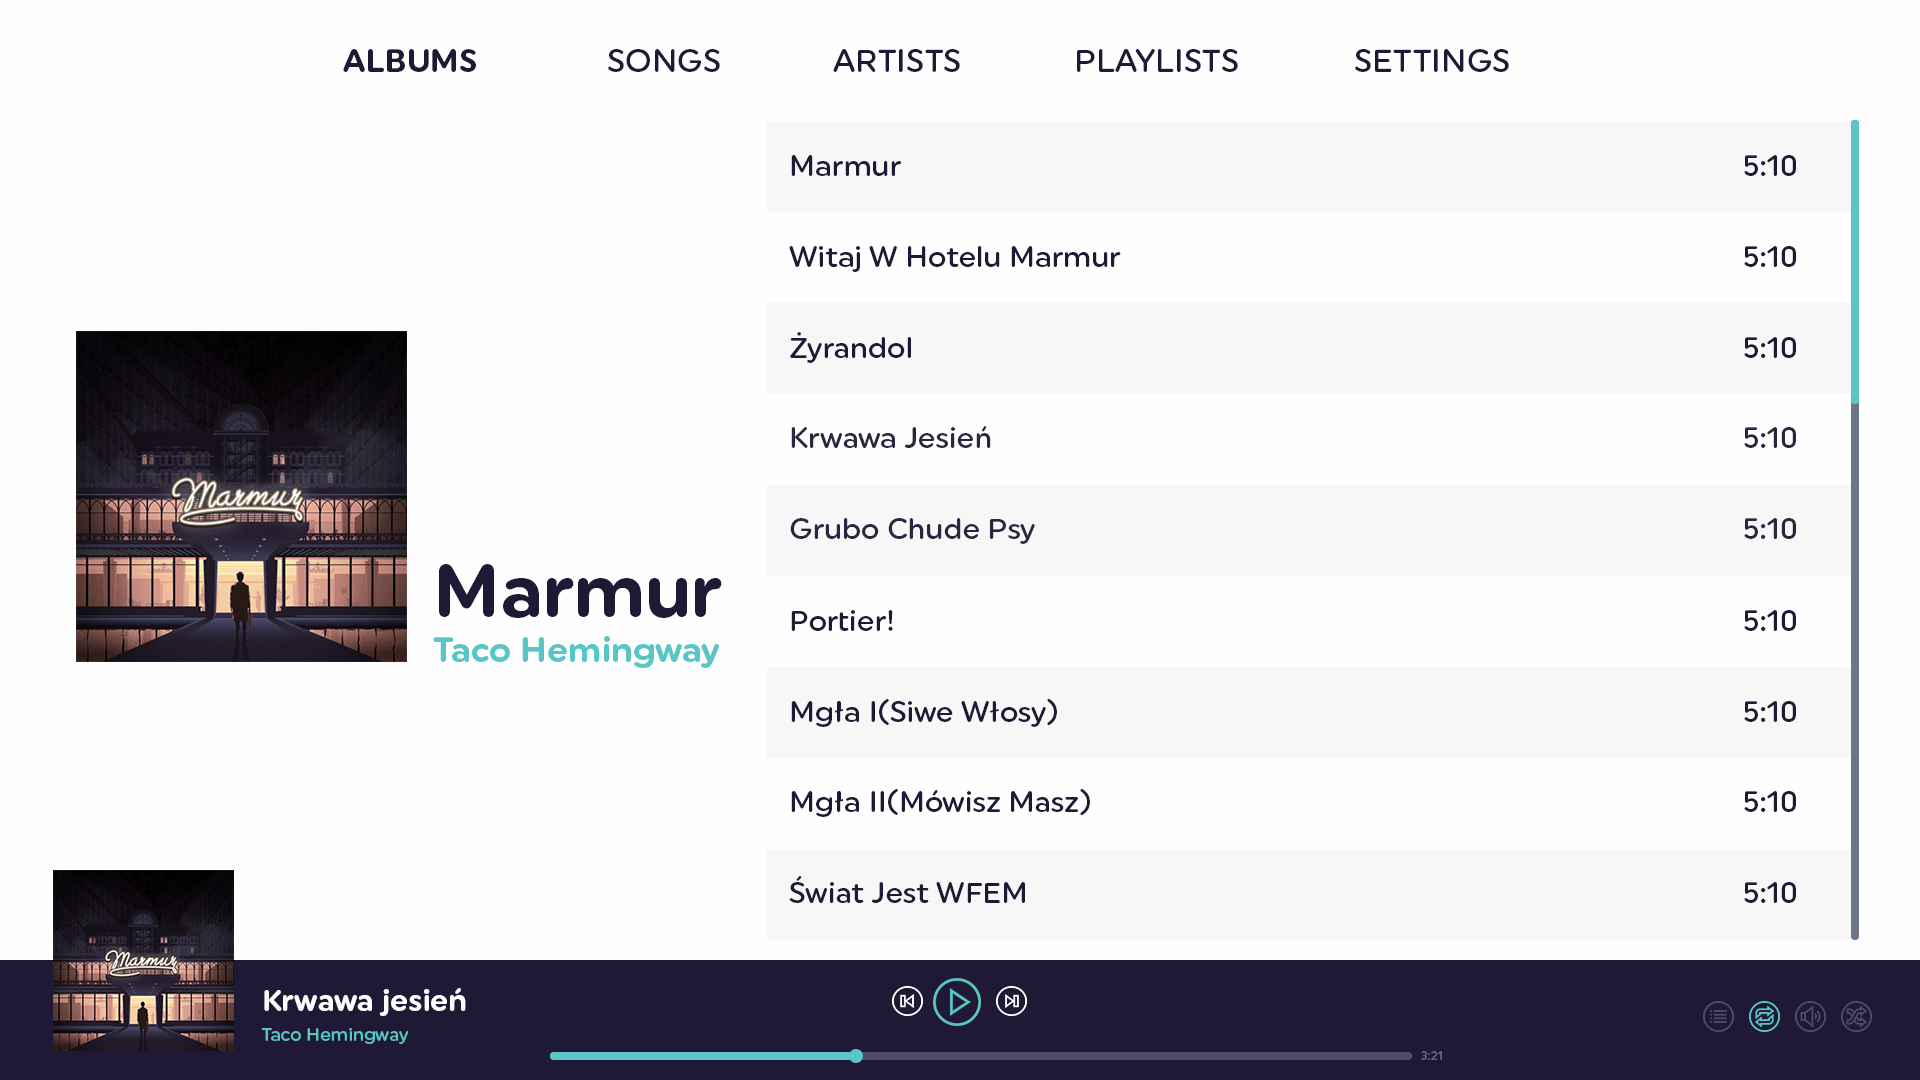 ALBUMS SONGS ARTISTS PLAYLISTS SETTINGS
Marmur 5:10
Witaj W Hotelu Marmur 5:10
Żyrandol 5:10
Krwawa Jesień 5:10
Grubo Chude Psy 5:10
Portier! 5:10
Mgła I(Siwe Włosy) 5:10
Mgła II(Mówisz Masz) 5:10
Świat Jest WFEM 5:10
Marmur
Marmur
Taco Hemingway
Marmur
Krwawa jesień
Taco Hemingway
3:21